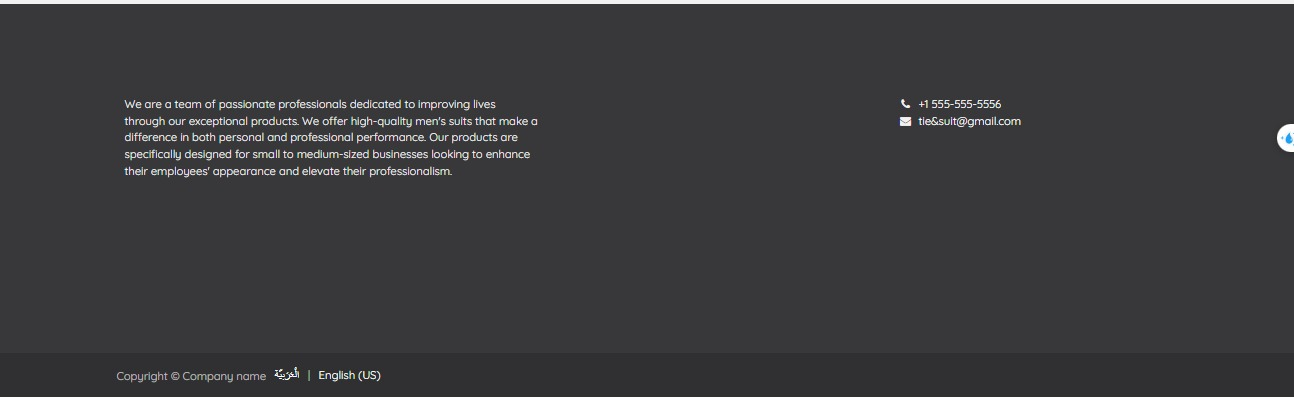 We are a team of passionate professionals dedicated to improving lives
through our exceptional products. We offer high-quality men's suits that make a
difference in both personal and professional performance. Our products are
specifically designed for small to medium-sized businesses looking to enhance
their employees' appearance and elevate their professionalism.
+1 555-555-5556
tie&suit@gmail.com
Copyright © Company name الْعَرَبيّة | English (US)